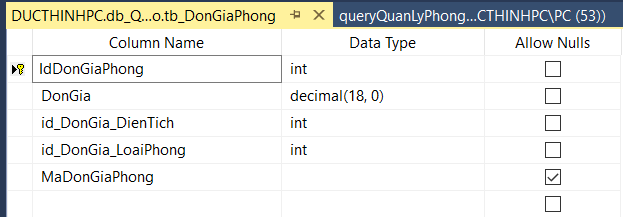 DUCTHINHPC.db_Q...o.tb_DonGiaPhong queryQuanLyPhong...CTHINHPC\PC (53))
Column Name Data Type Allow Nulls
IdDonGiaPhong int
DonGia decimal(18, 0)
id_DonGia_DienTich int
id_DonGia_LoaiPhong int
MaDonGiaPhong